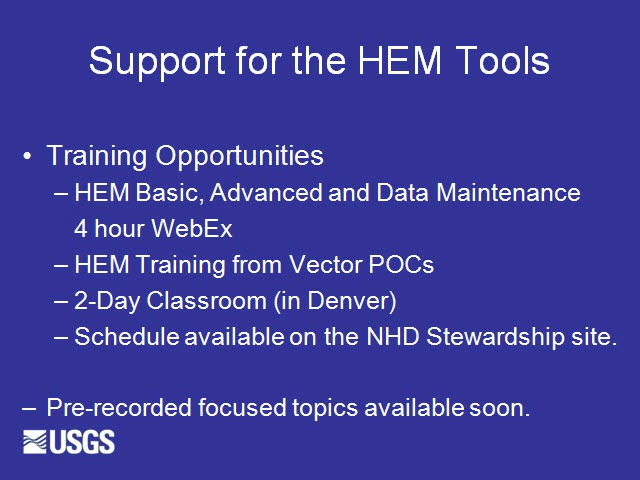 Support for the HEM Tools
• Training Opportunities
– HEM Basic, Advanced and Data Maintenance
4 hour WebEx
– HEM Training from Vector POCs
– 2-Day Classroom (in Denver)
– Schedule available on the NHD Stewardship site.
– Pre-recorded focused topics available soon.
USGS